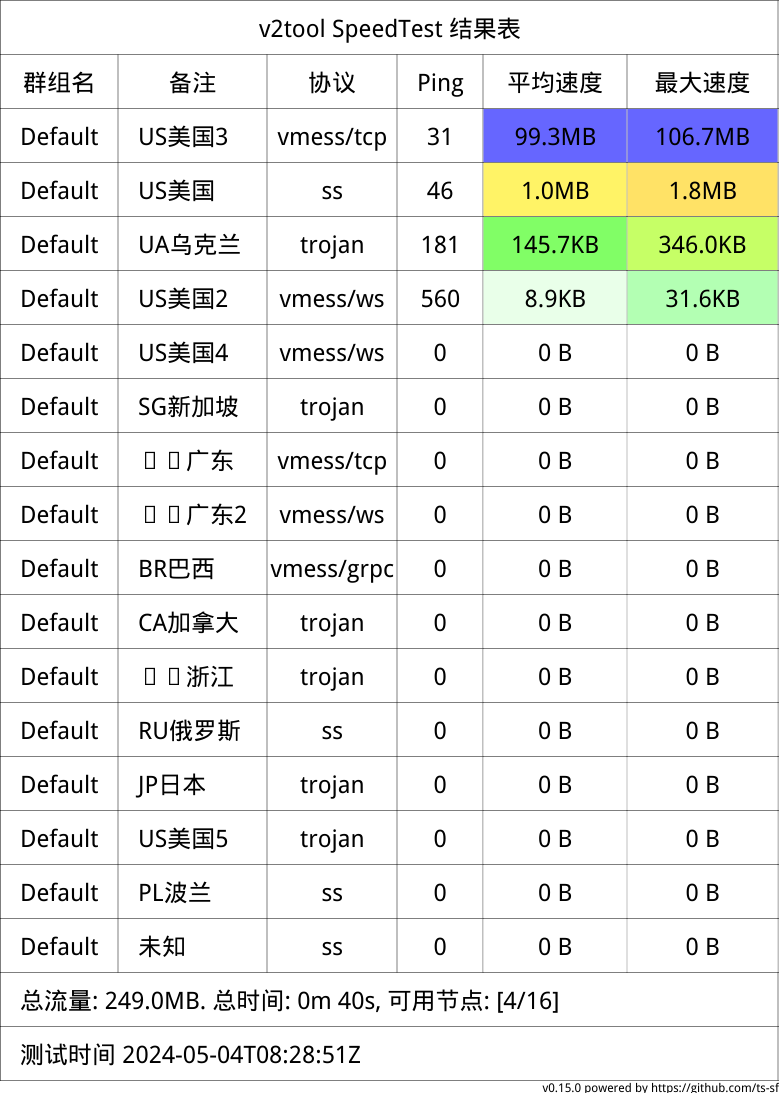 v2tool SpeedTest 结果表
群组名 备注 协议 Ping 平均速度 最大速度
Default US美国3 vmess/tcp 31 99.3MB 106.7MB
Default US美国 ss 46 1.0MB 1.8MB
Default UA乌克兰 trojan 181 145.7KB 346.0KB
Default US美国2 vmess/ws 560 8.9KB 31.6KB
Default US美国4 vmess/ws 0 0 B 0 B
Default SG新加坡 trojan 0 0 B 0 B
Default 广东 vmess/tcp 0 0 B 0 B
Default 广东2 vmess/ws 0 0 B 0 B
Default BR巴西 vmess/grpc 0 0 B 0 B
Default CA加拿大 trojan 0 0 B 0 B
Default 浙江 trojan 0 0 B 0 B
Default RU俄罗斯 ss 0 0 B 0 B
Default JP日本 trojan 0 0 B 0 B
Default US美国5 trojan 0 0 B 0 B
Default PL波兰 ss 0 0 B 0 B
Default 未知 ss 0 0 B 0 B
总流量: 249.0MB. 总时间: 0m 40s, 可用节点: [4/16]
测试时间 2024-05-04T08:28:51Z
v0.15.0 powered by https://github.com/ts-sf